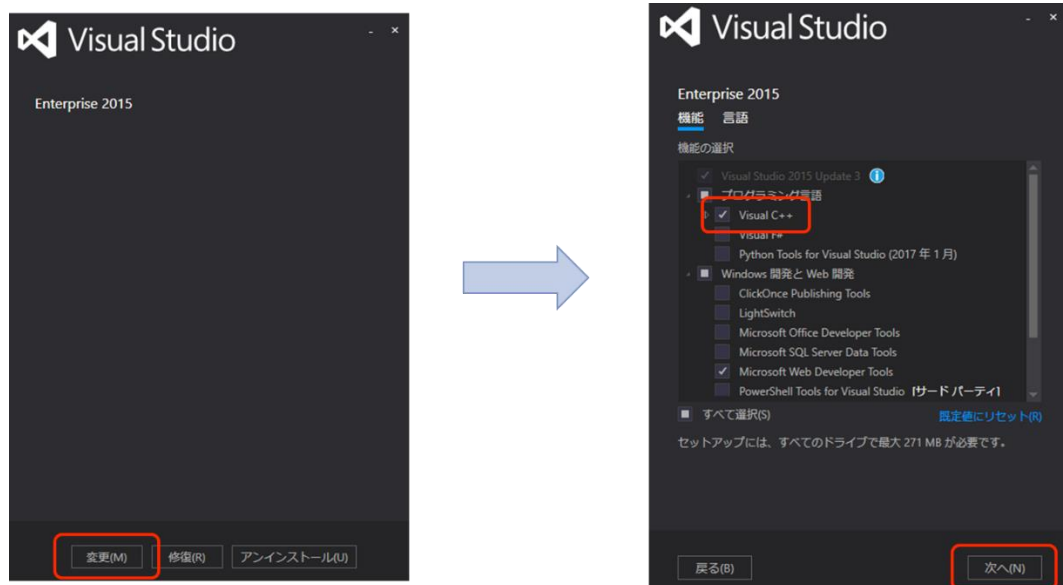 Visual Studio
Enterprise 2015
変更(M)
修復(R)
アンインストール(U)
Visual Studio
Enterprise 2015
機能 言語
機能の選択
Visual Studio 2015 Update 3
プログラミング言語
Visual C++
Visual F#
Python Tools for Visual Studio (2017 年 1 月)
Windows 開発と Web 開発
ClickOnce Publishing Tools
LightSwitch
Microsoft Office Developer Tools
Microsoft SQL Server Data Tools
Microsoft Web Developer Tools
PowerShell Tools for Visual Studio [サード パーティ]
すべて選択(S)
既定値にリセット(R)
セットアップには、すべてのドライブで最大 271 MB が必要です。
戻る(B)
次へ(N)